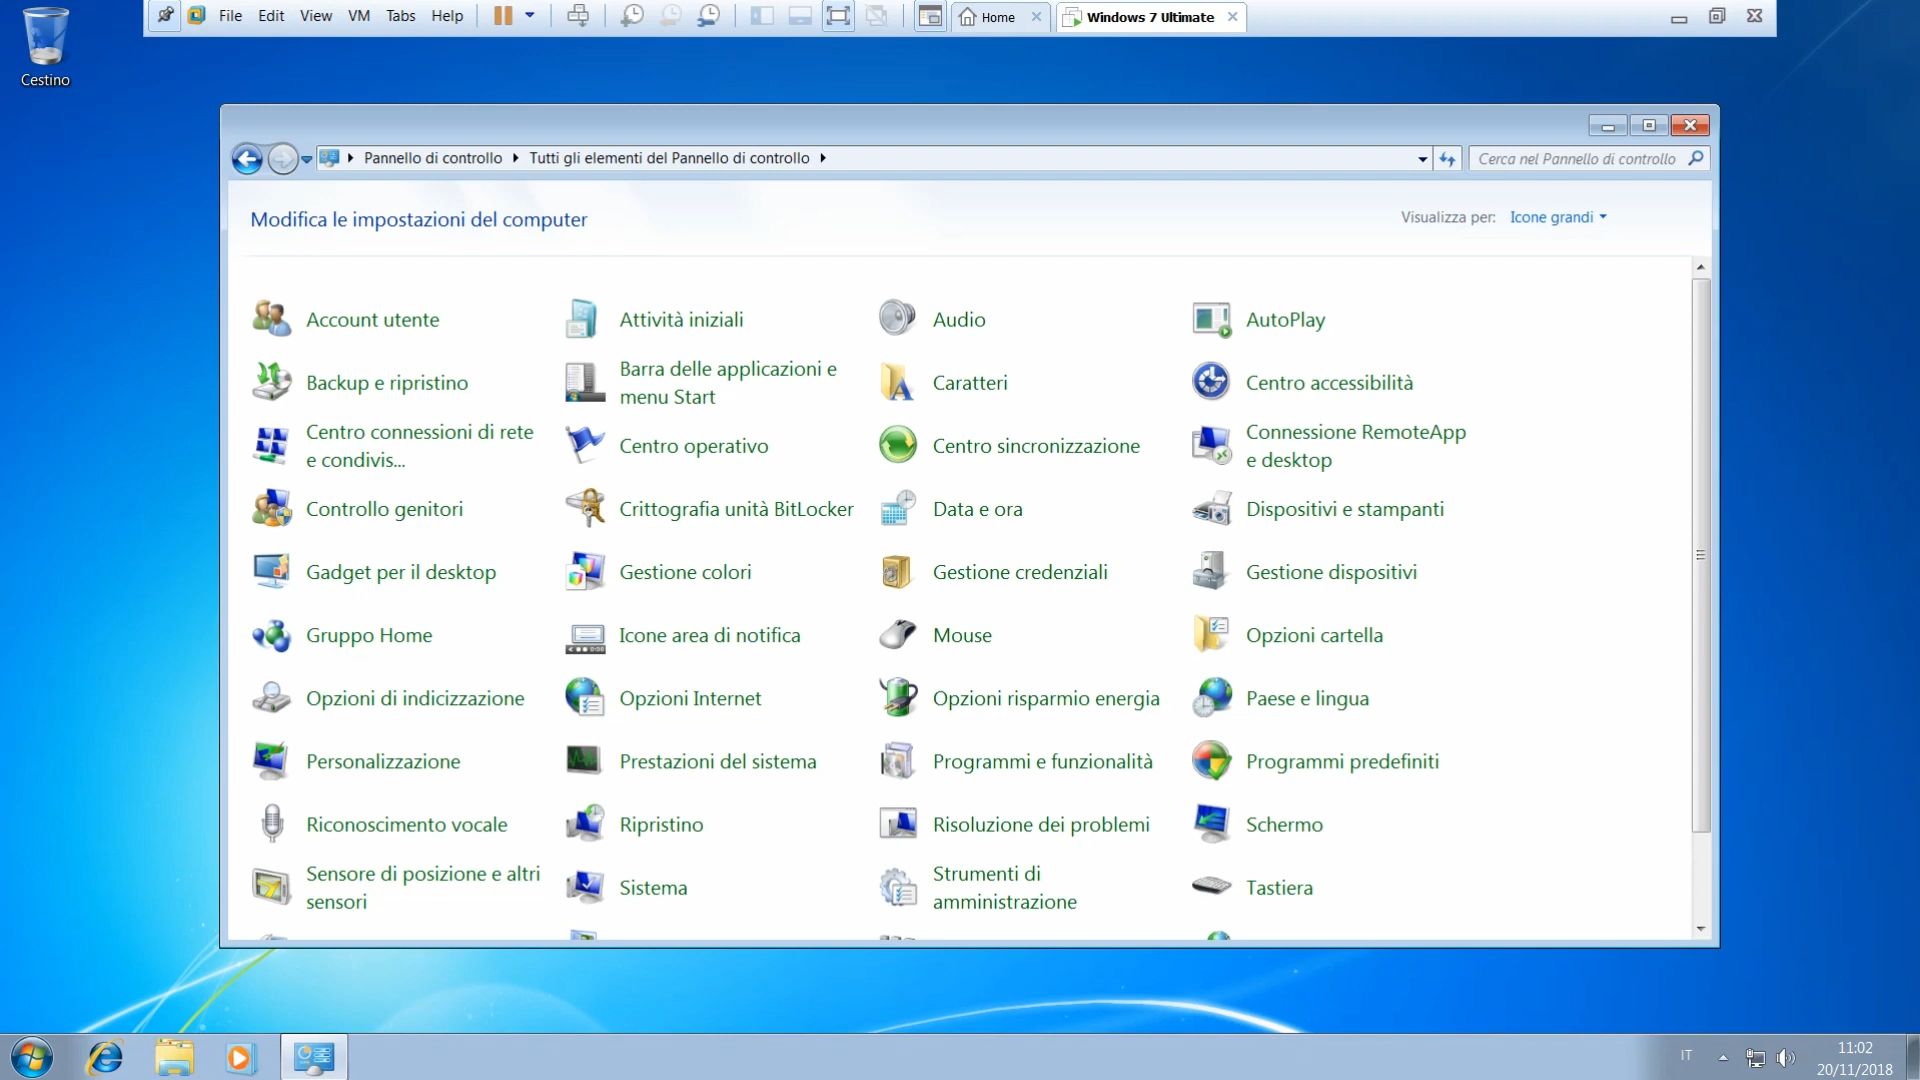 File Edit View VM Tabs Help Home Windows 7 Ultimate
Cestino
Pannello di controllo Tutti gli elementi del Pannello di controllo Cerca nel Pannello di controllo
Modifica le impostazioni del computer
Visualizza per: Icone grandi
Account utente
Attività iniziali
Audio
AutoPlay
Backup e ripristino
Barra delle applicazioni e
menu Start
Caratteri
Centro accessibilità
Centro connessioni di rete
e condivis...
Centro operativo
Centro sincronizzazione
Connessione RemoteApp
e desktop
Controllo genitori
Crittografia unità BitLocker
Data e ora
Dispositivi e stampanti
Gadget per il desktop
Gestione colori
Gestione credenziali
Gestione dispositivi
Gruppo Home
Icone area di notifica
Mouse
Opzioni cartella
Opzioni di indicizzazione
Opzioni Internet
Opzioni risparmio energia
Paese e lingua
Personalizzazione
Prestazioni del sistema
Programmi e funzionalità
Programmi predefiniti
Riconoscimento vocale
Ripristino
Risoluzione dei problemi
Schermo
Sensore di posizione e altri
sensori
Sistema
Strumenti di
amministrazione
Tastiera
IT
11:02
20/11/2018